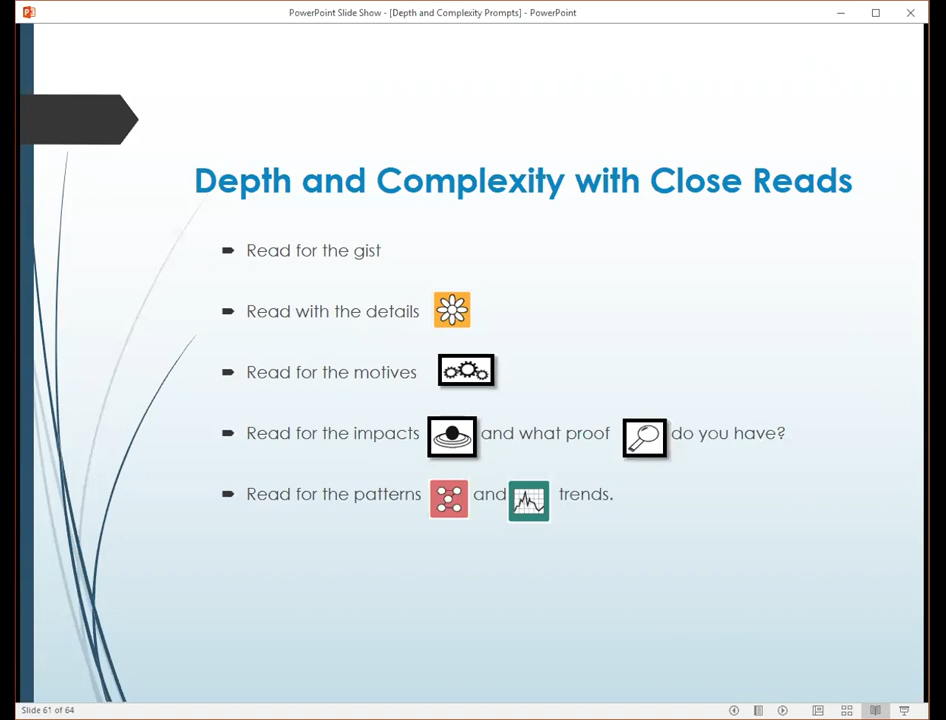 PowerPoint Slide Show - [Depth and Complexity Prompts] - PowerPoint
Depth and Complexity with Close Reads
Read for the gist
Read with the details
Read for the motives
Read for the impacts and what proof do you have?
Read for the patterns and trends.
Slide 61 of 64